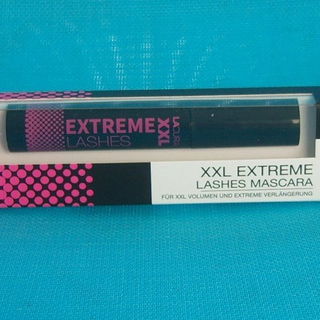 EXTREME
LASHES
XXL
XXL EXTREME
LASHES MASCARA
FÜR XXL VOLUMEN UND EXTREME VERLÄNGERUNG